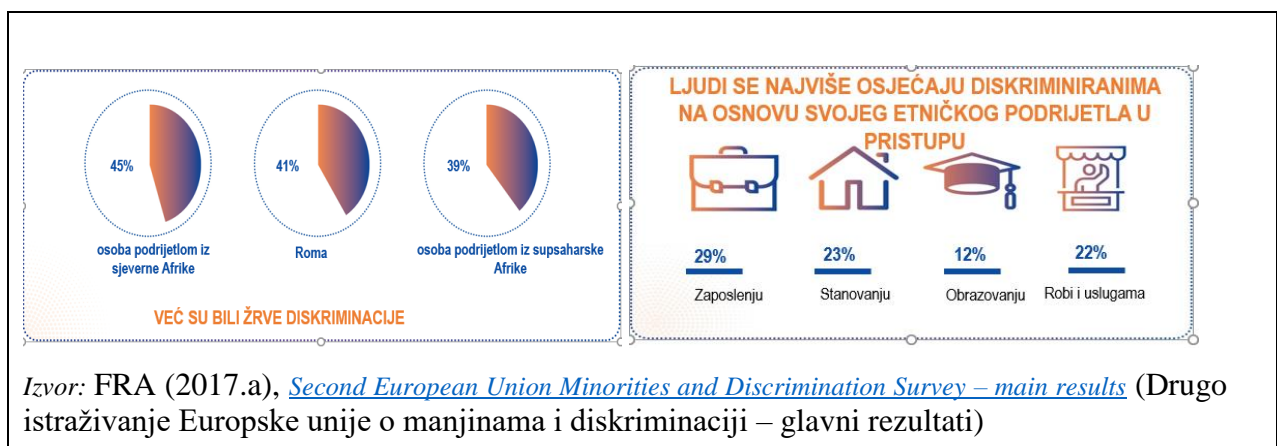 45%
41%
39%
osoba podrijetlom iz
sjeverne Afrike
Roma
osoba podrijetlom iz supsaharske
Afrike
VEĆ SU BILI ŽRVE DISKRIMINACIJE
LJUDI SE NAJVIŠE OSJEĆAJU DISKRIMINIRANIMA
NA OSNOVU SVOJEG ETNIČKOG PODRIJETLA U
PRISTUPU
29%
23%
12%
22%
Zaposlenju
Stanovanju
Obrazovanju
Robi i uslugama
Izvor: FRA (2017.a), Second European Union Minorities and Discrimination Survey – main results (Drugo
istraživanje Europske unije o manjinama i diskriminaciji – glavni rezultati)